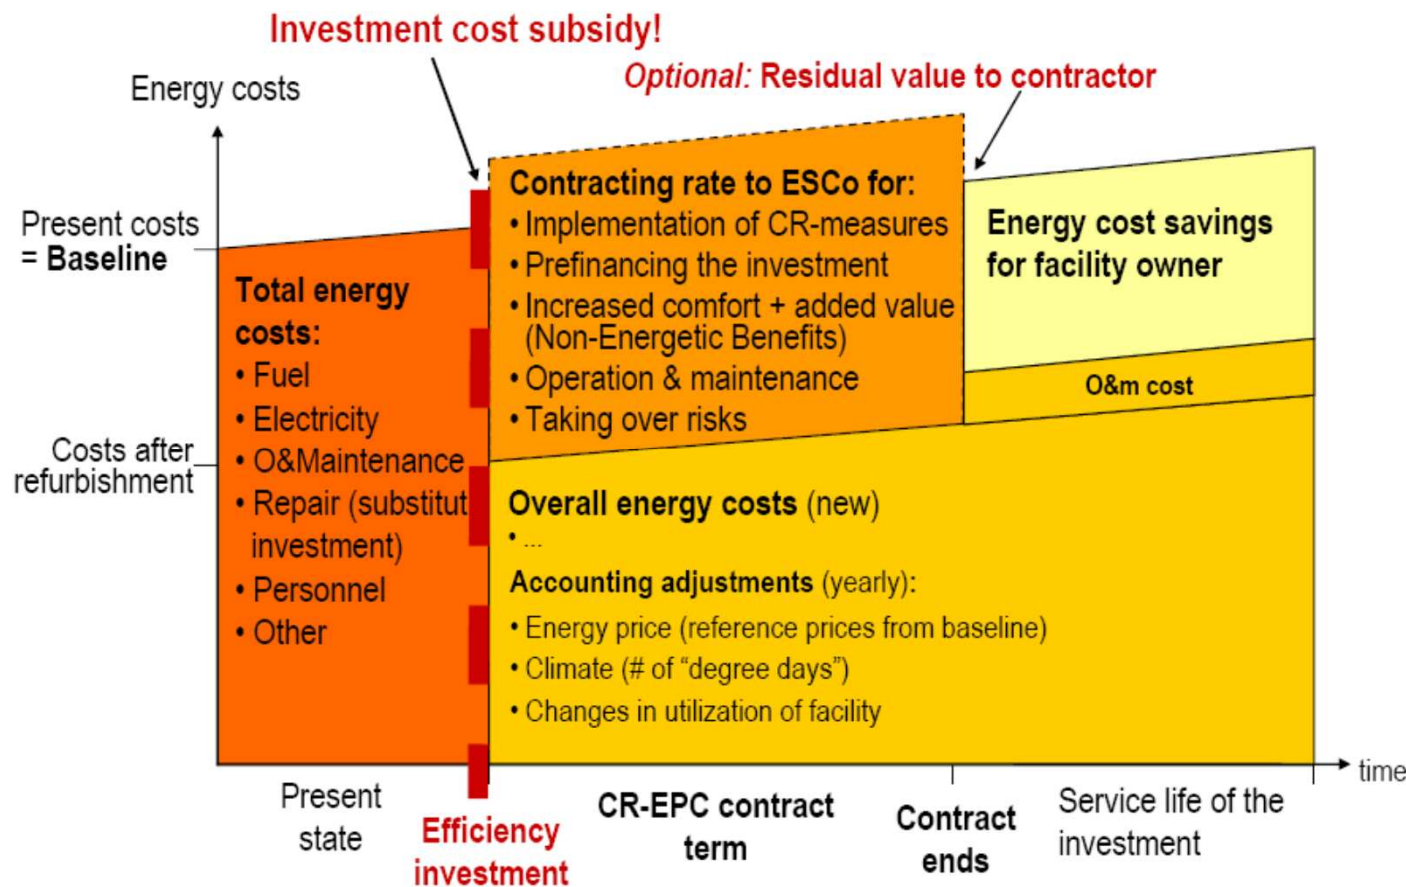 Investment cost subsidy!
Optional: Residual value to contractor
Energy costs
Present costs
= Baseline
Costs after
refurbishment
Total energy
costs:
• Fuel
• Electricity
• O&Maintenance
• Repair (substitut
investment)
• Personnel
• Other
Contracting rate to ESCo for:
• Implementation of CR-measures
• Prefinancing the investment
• Increased comfort + added value
(Non-Energetic Benefits)
• Operation & maintenance
• Taking over risks
Energy cost savings
for facility owner
O&m cost
Overall energy costs (new)
• ...
Accounting adjustments (yearly):
• Energy price (reference prices from baseline)
• Climate (# of “degree days”)
• Changes in utilization of facility
time
Present
state
Efficiency
investment
CR-EPC contract
term
Contract
ends
Service life of the
investment